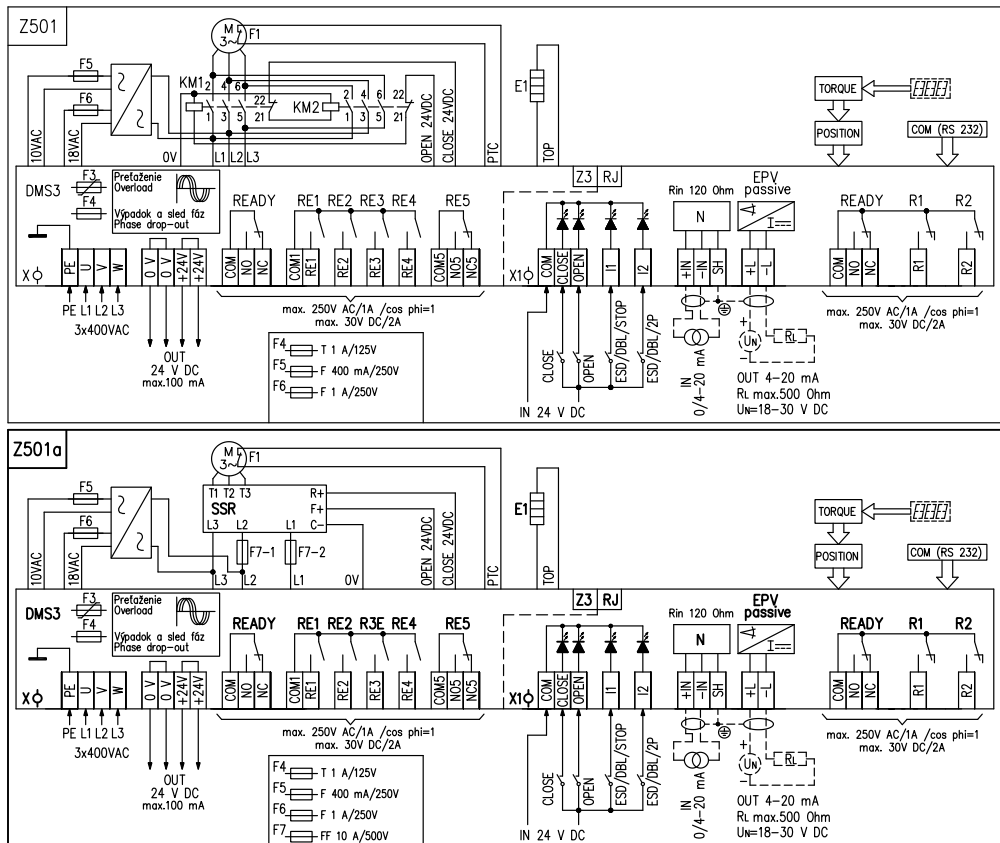 Z501
M
3~
F1
F5
F6
KM1
2 4 6 22
1 3 5 21
KM2
2 4 6 22
1 3 5 21
E1
TORQUE
POSITION
COM (RS 232)
10VAC
18VAC
0V
L1 L2 L3
OPEN 24VDC
CLOSE 24VDC
PTC
TOP
DMS3
F3
F4
Preťaženie
Overload
Výpadok a sled fáz
Phase drop-out
READY
RE1 RE2 RE3 RE4
RE5
Z3 RJ
Rin 120 Ohm
N
EPV
passive
I
READY R1 R2
X
PE U V W
0 V 0 V +24V +24V
COM NO NC
COM1 RE1 RE2 RE3 RE4
COM5 NO5 NC5
X1
COM CLOSE OPEN I1 I2
+IN -IN SH
+L -L
COM NO NC R1 R2
PE L1 L2 L3
3x400VAC
OUT
24 V DC
max.100 mA
max. 250V AC/1A /cos phi=1
max. 30V DC/2A
F4 T 1 A/125V
F5 F 400 mA/250V
F6 F 1 A/250V
CLOSE
OPEN
ESD/DBL/STOP
ESD/DBL/2P
IN 24 V DC
IN
0/4-20 mA
+
UN
-
RL
OUT 4-20 mA
RL max.500 Ohm
UN=18-30 V DC
max. 250V AC/1A /cos phi=1
max. 30V DC/2A
Z501a
M
3~
F1
F5
F6
T1 T2 T3
SSR
R+
F+
C-
L3 L2 L1
F7-1
F7-2
E1
TORQUE
POSITION
COM (RS 232)
10VAC
18VAC
L3 L2 L1
0V
OPEN 24VDC
CLOSE 24VDC
PTC
TOP
DMS3
F3
F4
Preťaženie
Overload
Výpadok a sled fáz
Phase drop-out
READY
RE1 RE2 R3E RE4
RE5
Z3 RJ
Rin 120 Ohm
N
EPV
passive
I
READY R1 R2
X
PE U V W
0 V 0 V +24V +24V
COM NO NC
COM1 RE1 RE2 RE3 RE4
COM5 NO5 NC5
X1
COM CLOSE OPEN I1 I2
+IN -IN SH
+L -L
COM NO NC R1 R2
PE L1 L2 L3
3x400VAC
OUT
24 V DC
max.100 mA
max. 250V AC/1A /cos phi=1
max. 30V DC/2A
F4 T 1 A/125V
F5 F 400 mA/250V
F6 F 1 A/250V
F7 FF 10 A/500V
CLOSE
OPEN
ESD/DBL/STOP
ESD/DBL/2P
IN 24 V DC
IN
0/4-20 mA
+
UN
-
RL
OUT 4-20 mA
RL max.500 Ohm
UN=18-30 V DC
max. 250V AC/1A /cos phi=1
max. 30V DC/2A